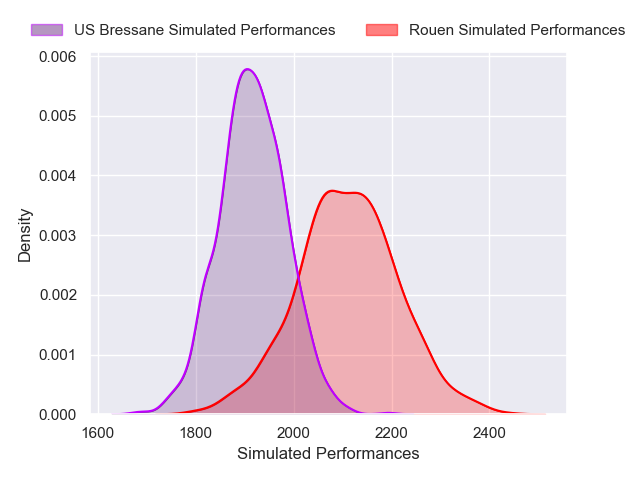 US Bressane Simulated Performances
Rouen Simulated Performances
0.006
0.005
0.004
0.003
0.002
0.001
0.000
Density
1600 1800 2000 2200 2400
Simulated Performances